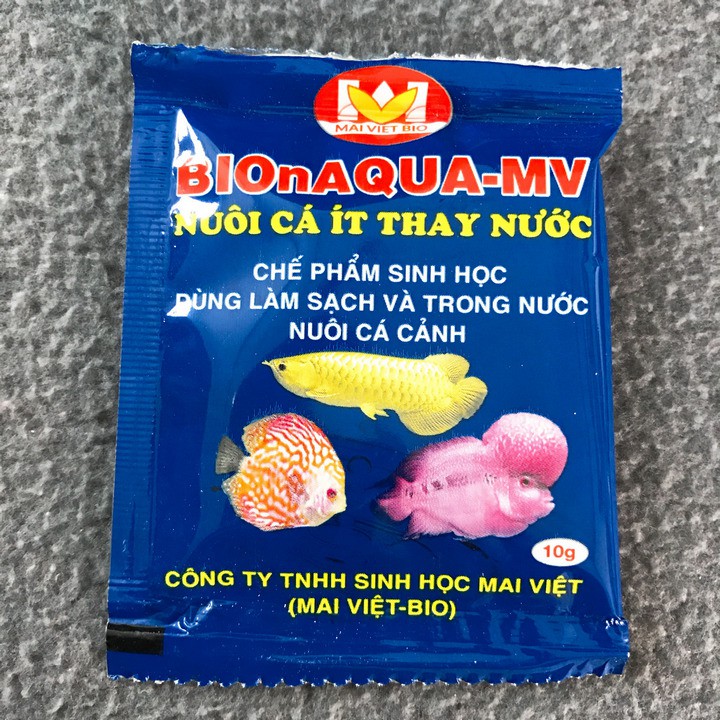 MAI VIET BIO
BIOnAQUA-MV
NUÔI CÁ ÍT THAY NƯỚC
CHẾ PHẨM SINH HỌC
DÙNG LÀM SẠCH VÀ TRONG NƯỚC
NUÔI CÁ CẢNH
10g
CÔNG TY TNHH SINH HỌC MAI VIỆT
(MAI VIỆT-BIO)